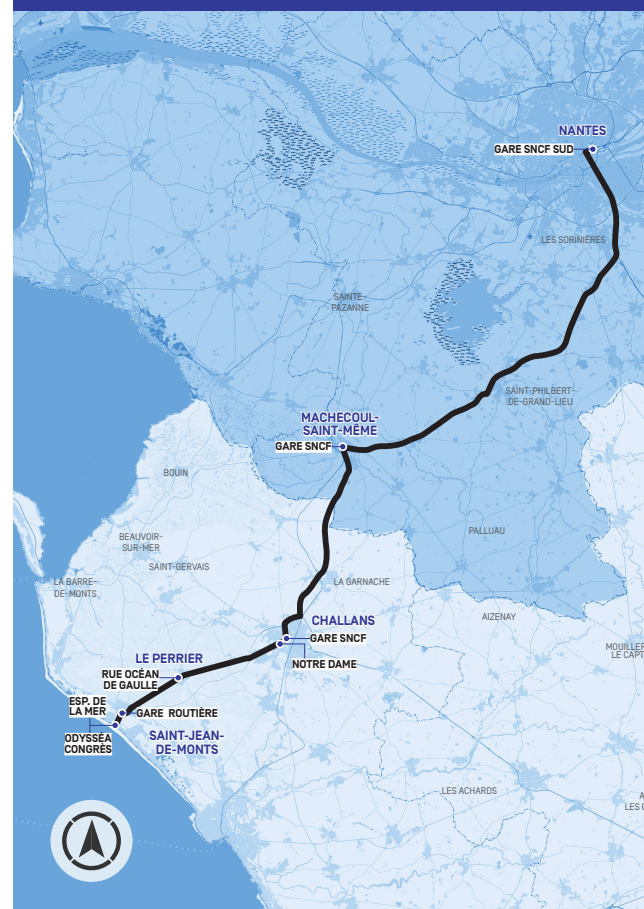 NANTES
GARE SNCF SUD
LES SORINIÈRES
SAINTE-
PAZANNE
SAINT-PHILBERT-
DE-GRAND-LIEU
MACHECOUL-
SAINT-MÊME
GARE SNCF
BOUIN
PALLUAU
BEAUVOIR-
SUR-MER
SAINT-GERVAIS
LA BARRE-
DE-MONTS
LA GARNACHE
AIZENAY
CHALLANS
GARE SNCF
NOTRE DAME
LE PERRIER
RUE OCÉAN
DE GAULLE
ESP. DE
LA MER
GARE ROUTIÈRE
ODYSSÉA
CONGRÈS
SAINT-JEAN-
DE-MONTS
LES ACHARDS